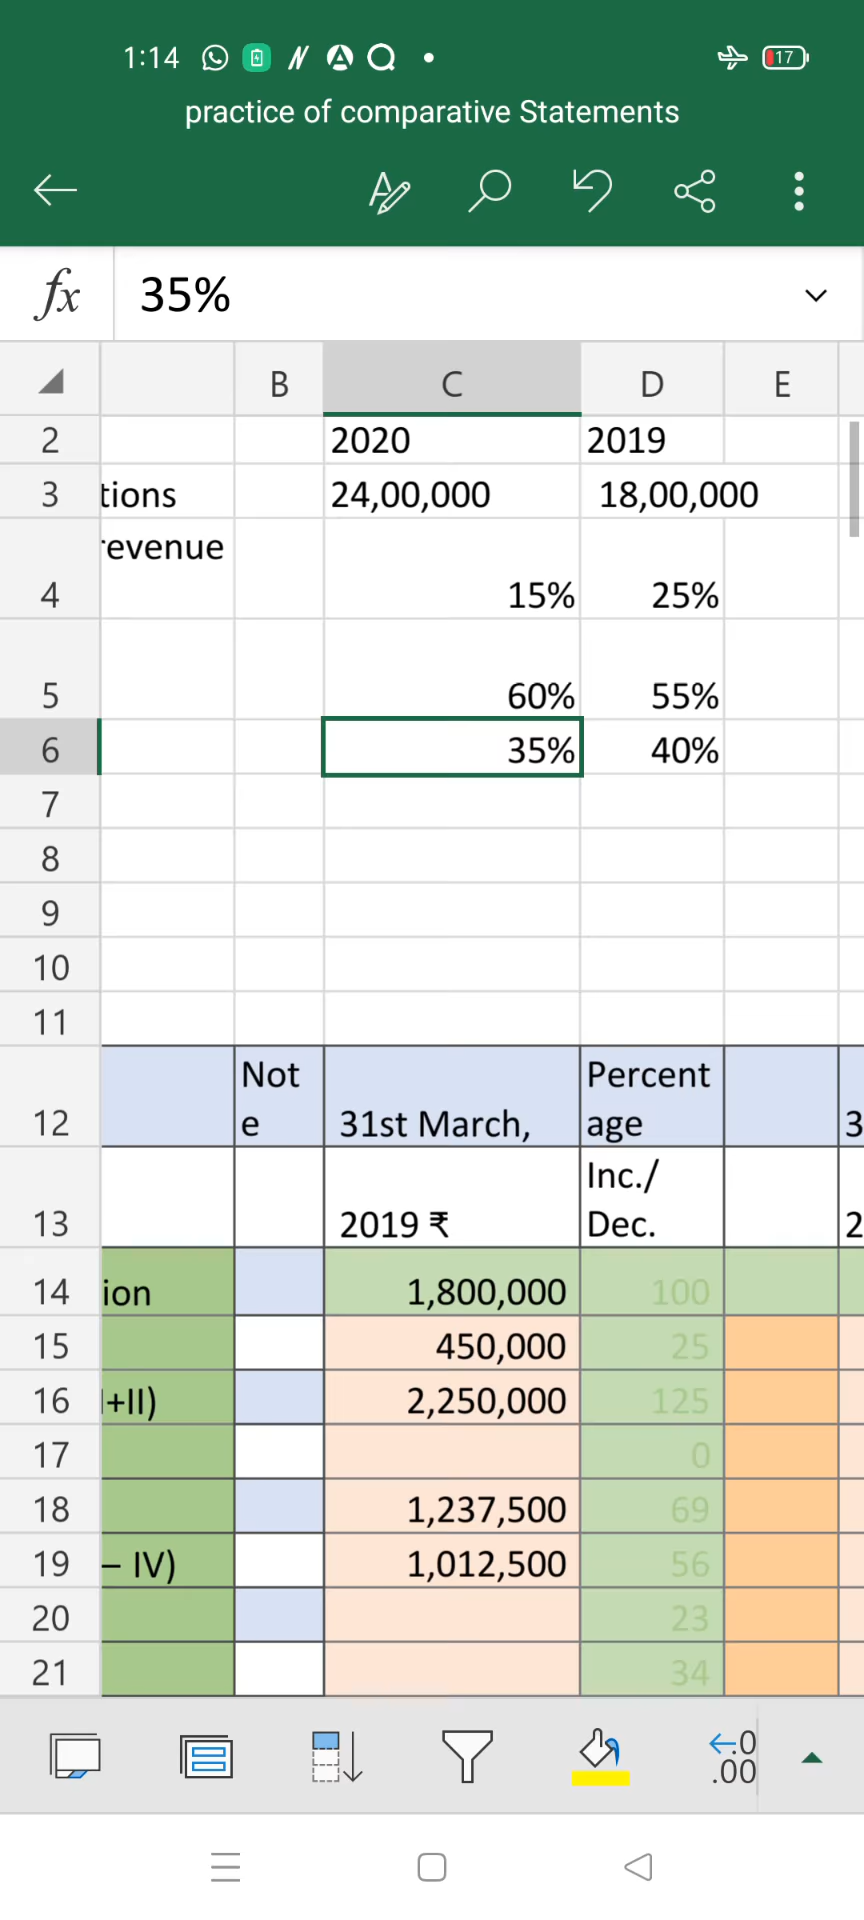 1:14 17
practice of comparative Statements
fx 35%
B C D E
2 2020 2019
3 tions 24,00,000 18,00,000
revenue
4 15% 25%
5 60% 55%
6 35% 40%
7
8
9
10
11
Not Percent
12 e 31st March, age 3
Inc./
13 2019 ₹ Dec. 2
14 ion 1,800,000 100
15 450,000 25
16 +II) 2,250,000 125
17 0
18 1,237,500 69
19 – IV) 1,012,500 56
20 23
21 34
←.0
.00